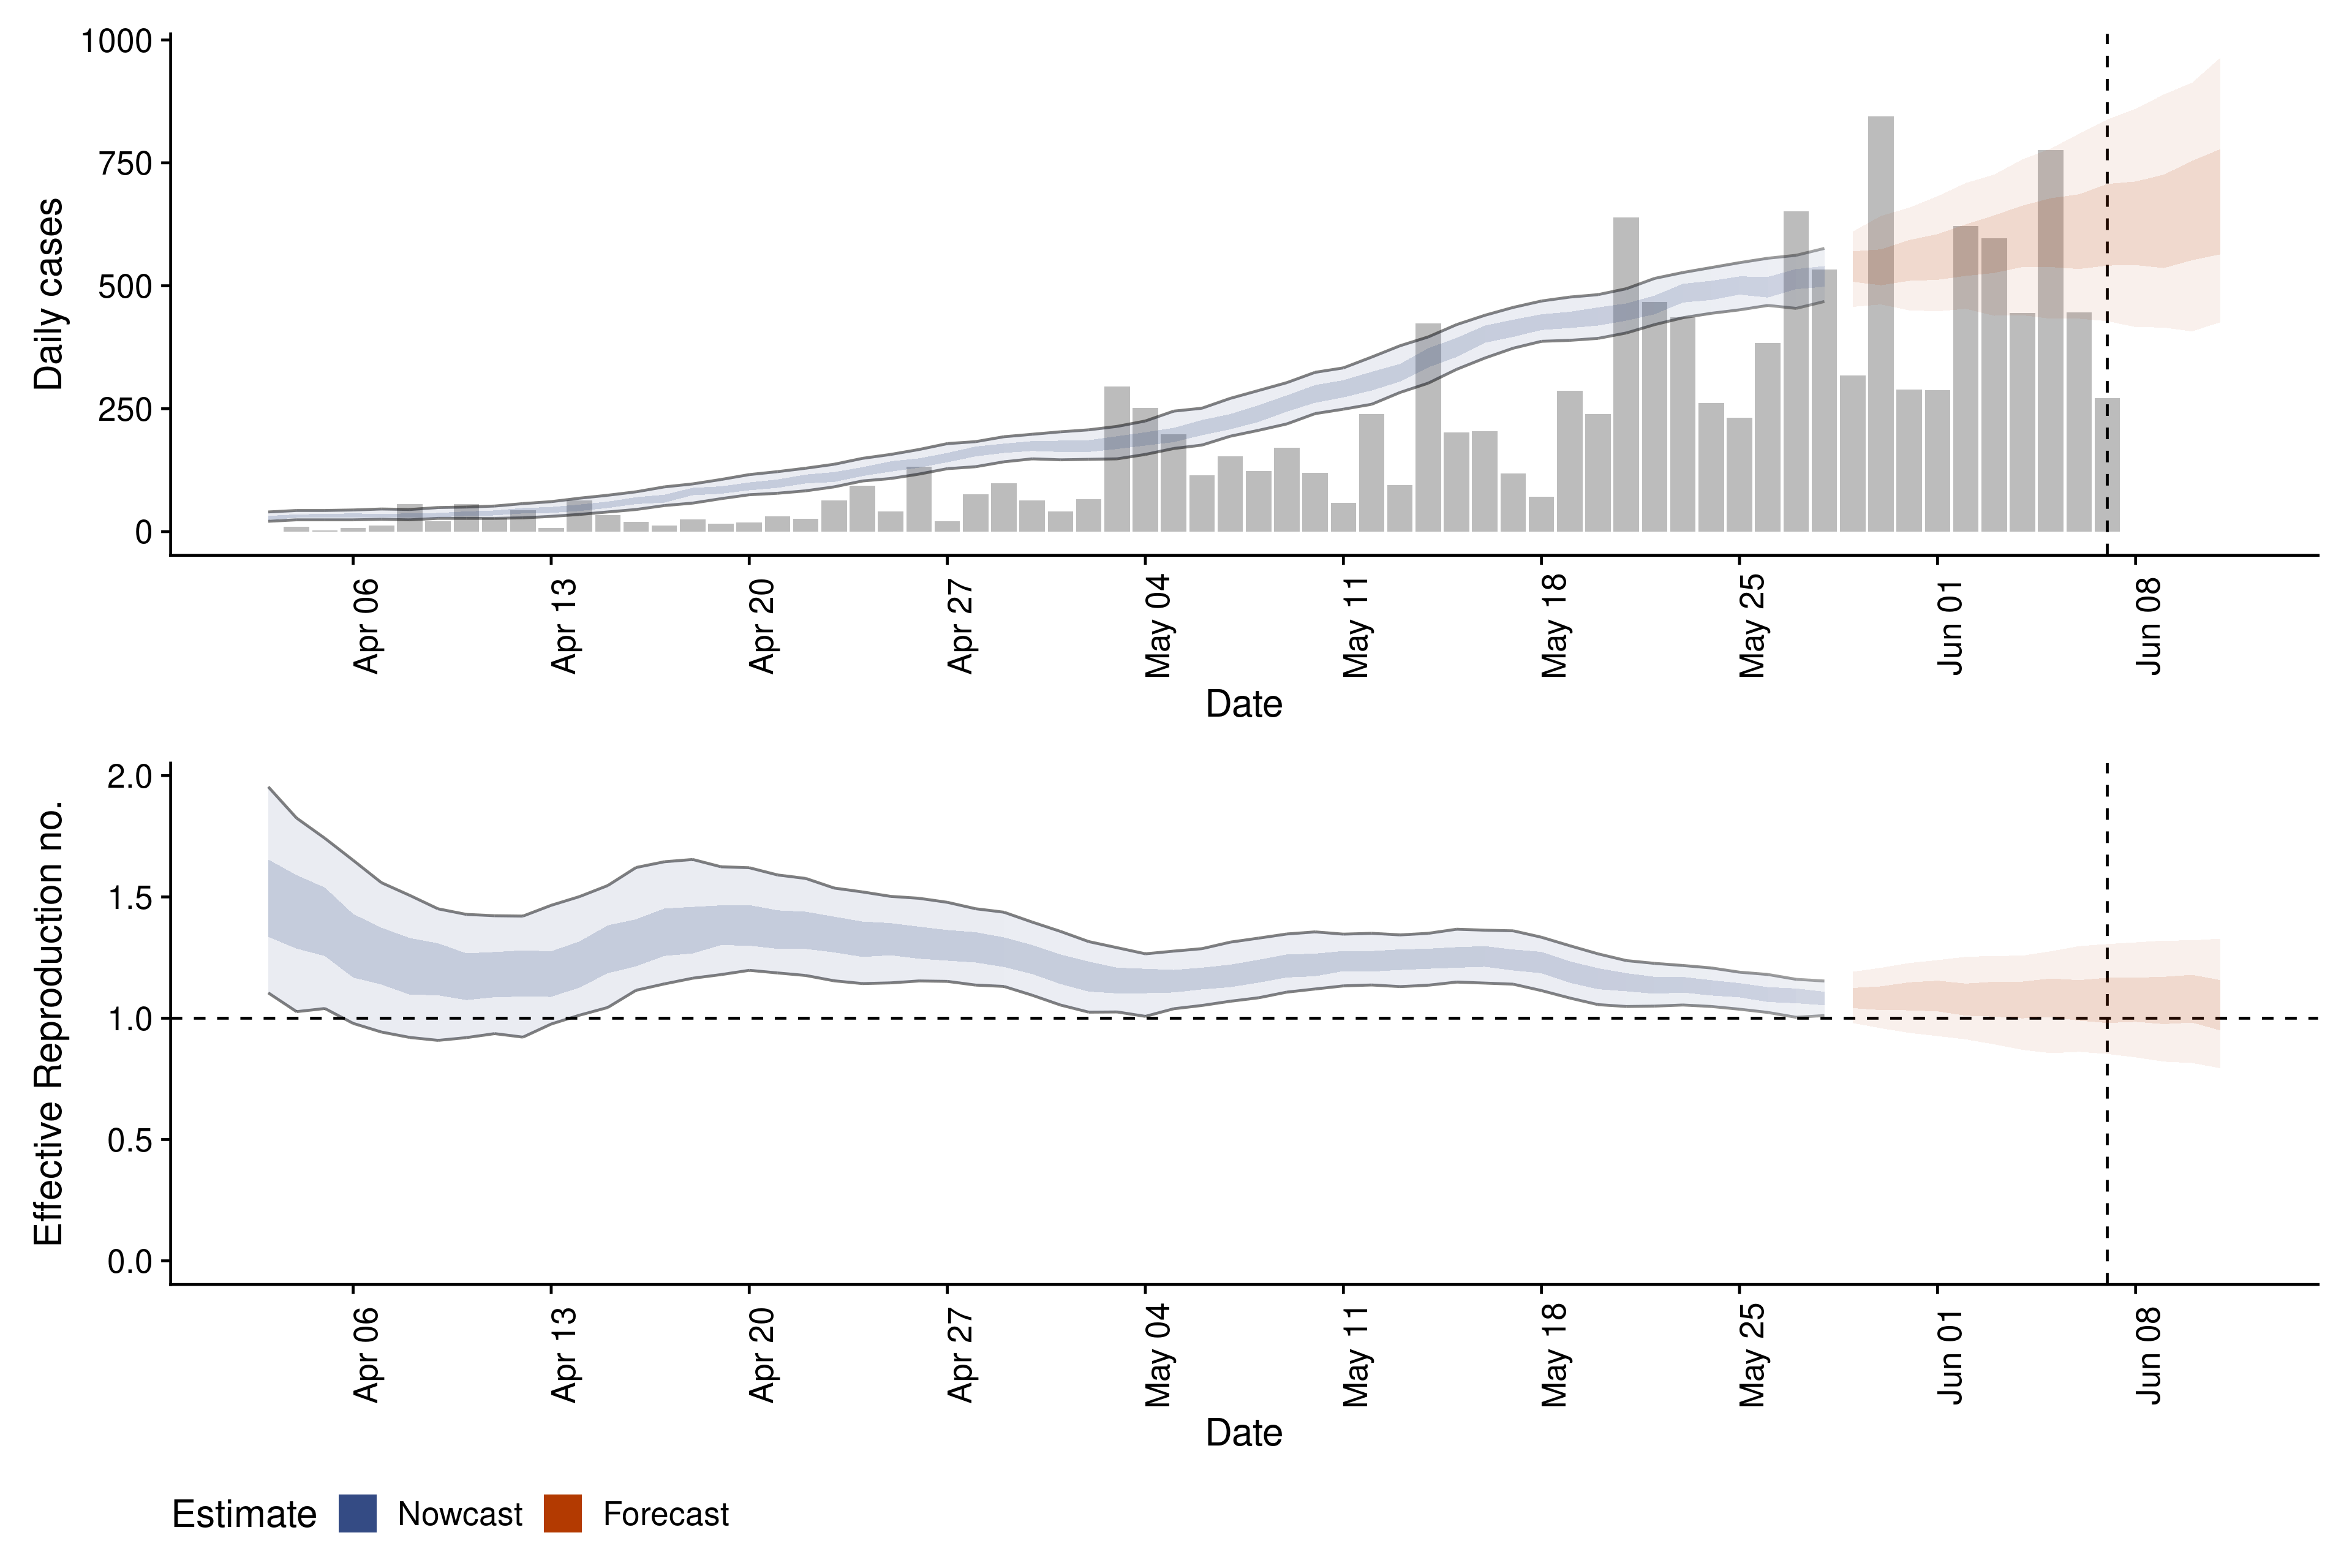 Daily cases
1000
750
500
250
0
Apr 06
Apr 13
Apr 20
Apr 27
May 04
May 11
May 18
May 25
Jun 01
Jun 08
Date
Effective Reproduction no.
2.0
1.5
1.0
0.5
0.0
Apr 06
Apr 13
Apr 20
Apr 27
May 04
May 11
May 18
May 25
Jun 01
Jun 08
Date
Estimate Nowcast Forecast